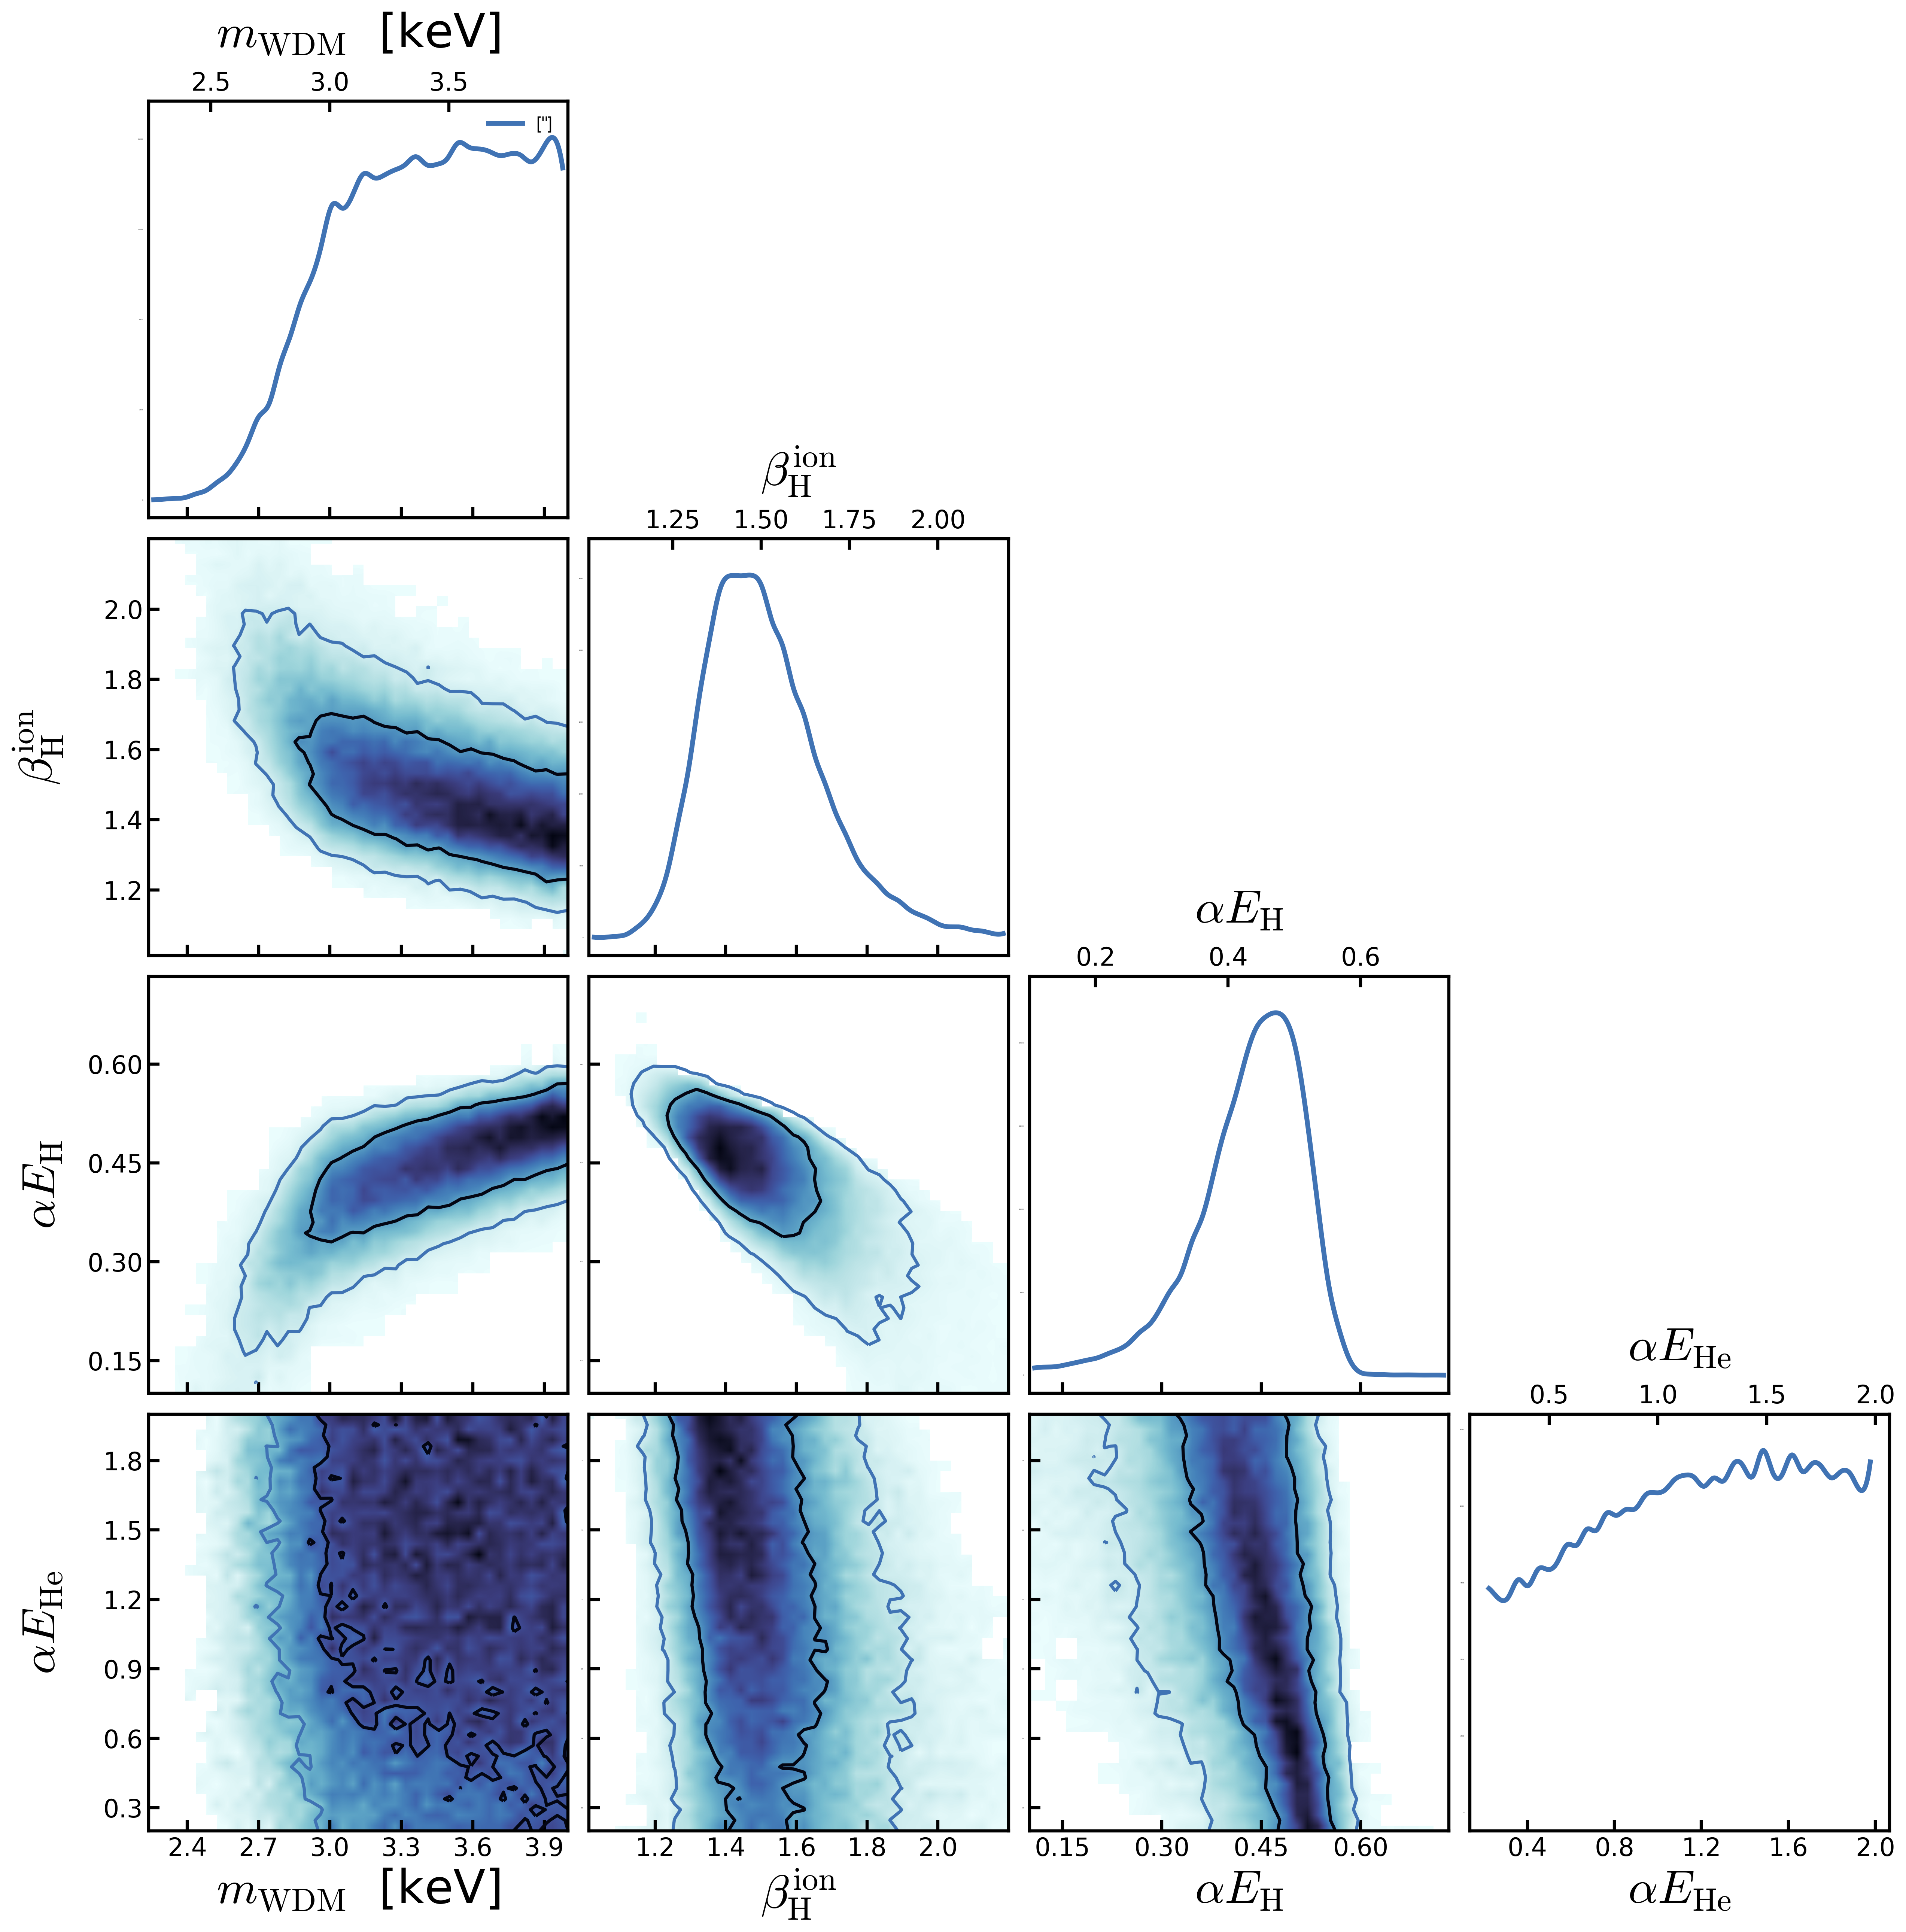 m_WDM [keV]
2.5 3.0 3.5
['']
β_H^ion
1.25 1.50 1.75 2.00
2.0
1.8
1.6
1.4
1.2
β_H^ion
αE_H
0.2 0.4 0.6
0.60
0.45
0.30
0.15
αE_H
αE_He
0.5 1.0 1.5 2.0
1.8
1.5
1.2
0.9
0.6
0.3
αE_He
2.4 2.7 3.0 3.3 3.6 3.9
1.2 1.4 1.6 1.8 2.0
0.15 0.30 0.45 0.60
0.4 0.8 1.2 1.6 2.0
m_WDM [keV]
β_H^ion
αE_H
αE_He